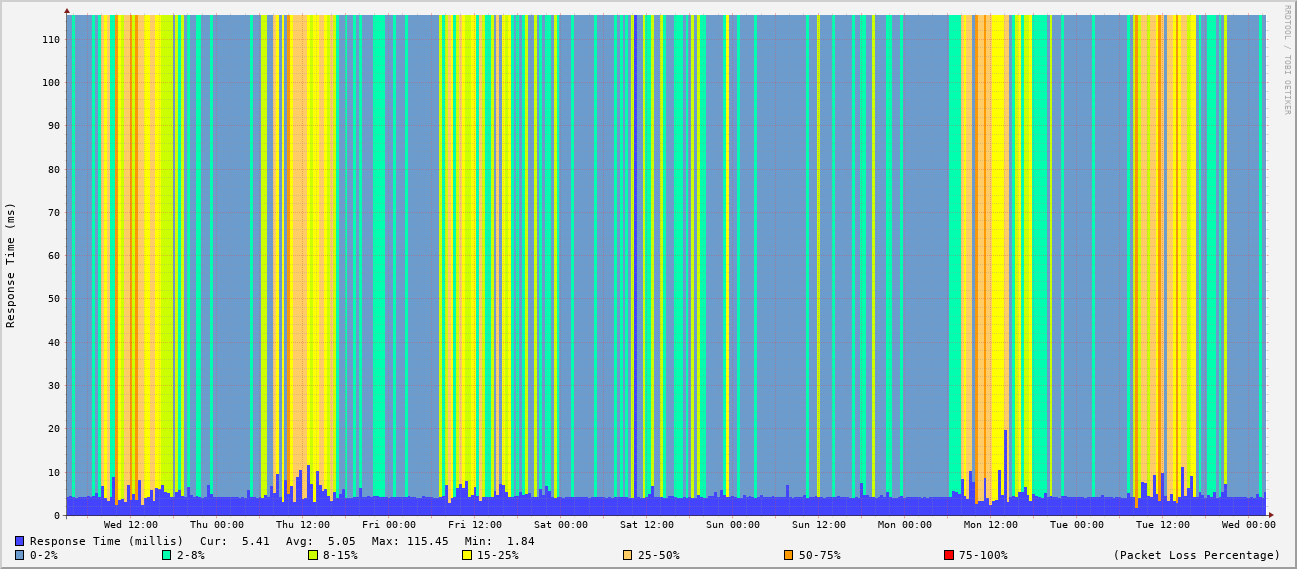 RRDTOOL / TOBI OETIKER
Response Time (ms)
110
100
90
80
70
60
50
40
30
20
10
0
Wed 12:00 Thu 00:00 Thu 12:00 Fri 00:00 Fri 12:00 Sat 00:00 Sat 12:00 Sun 00:00 Sun 12:00 Mon 00:00 Mon 12:00 Tue 00:00 Tue 12:00 Wed 00:00
Response Time (millis) Cur: 5.41 Avg: 5.05 Max: 115.45 Min: 1.84
0-2% 2-8% 8-15% 15-25% 25-50% 50-75% 75-100% (Packet Loss Percentage)